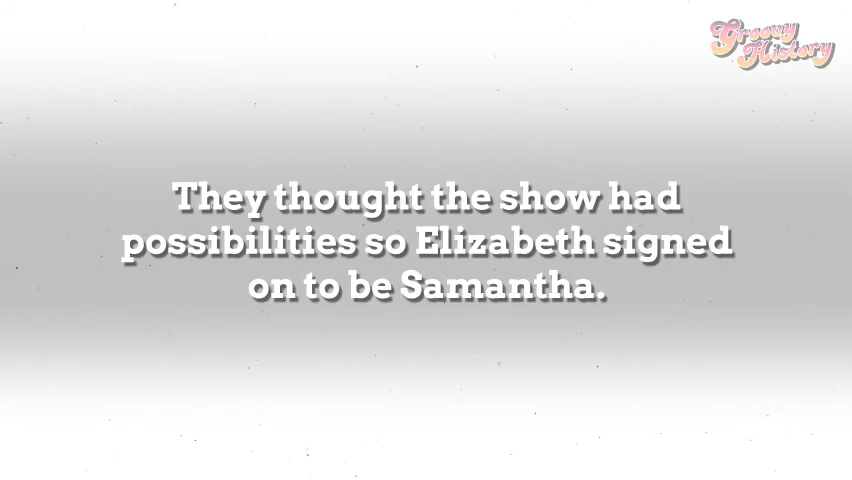 Groovy
History
They thought the show had
possibilities so Elizabeth signed
on to be Samantha.